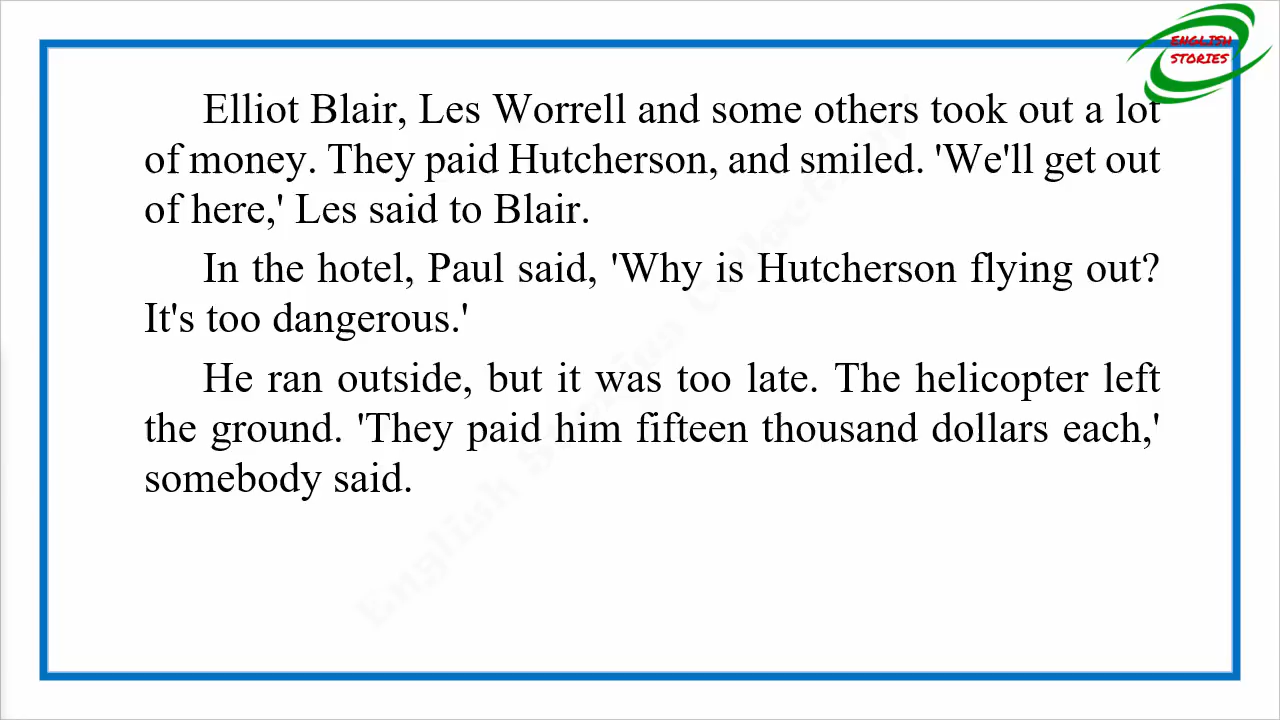 ENGLISH
STORIES
Elliot Blair, Les Worrell and some others took out a lot
of money. They paid Hutcherson, and smiled. 'We'll get out
of here,' Les said to Blair.
In the hotel, Paul said, 'Why is Hutcherson flying out?
It's too dangerous.'
He ran outside, but it was too late. The helicopter left
the ground. 'They paid him fifteen thousand dollars each,'
somebody said.
English Stories